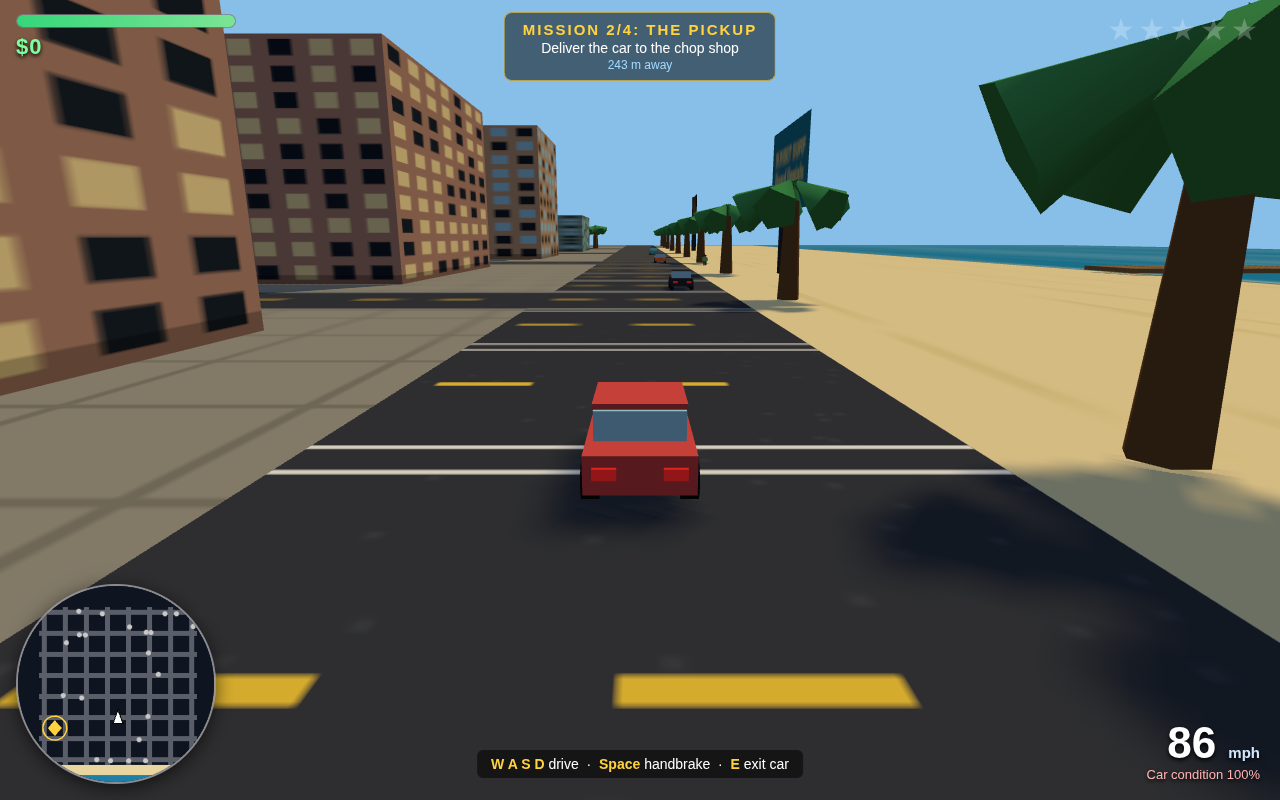 $0
MISSION 2/4: THE PICKUP
Deliver the car to the chop shop
243 m away
W A S D drive · Space handbrake · E exit car
86 mph
Car condition 100%